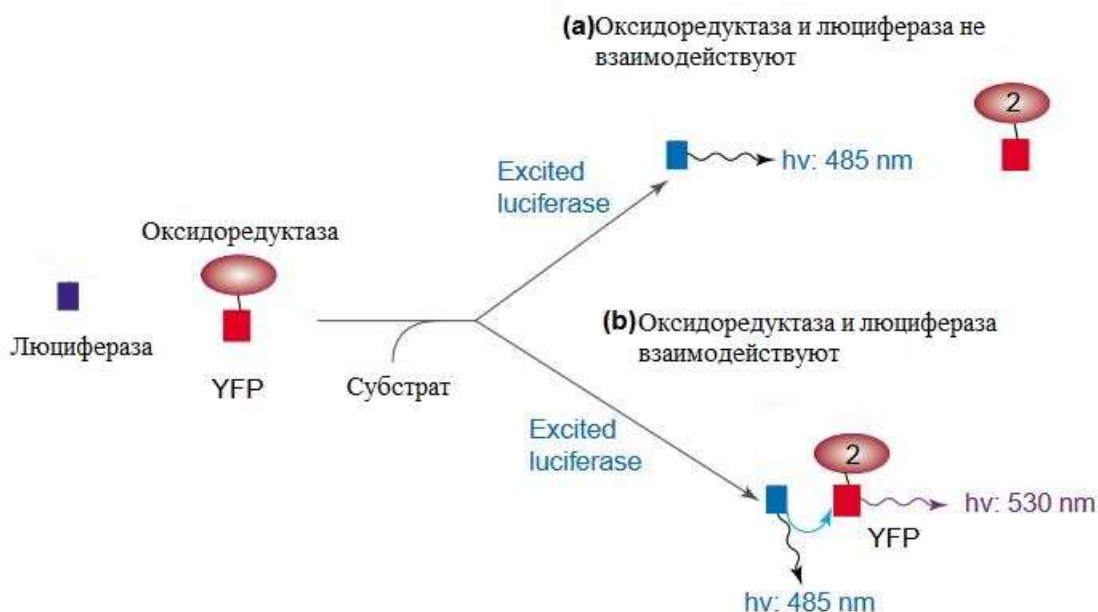 (a)Оксидоредуктаза и люцифераза не
взаимодействуют
2
hv: 485 nm
Excited
luciferase
Оксидоредуктаза
Люцифераза
YFP
Субстрат
(b)Оксидоредуктаза и люцифераза
взаимодействуют
Excited
luciferase
2
hv: 530 nm
YFP
hv: 485 nm